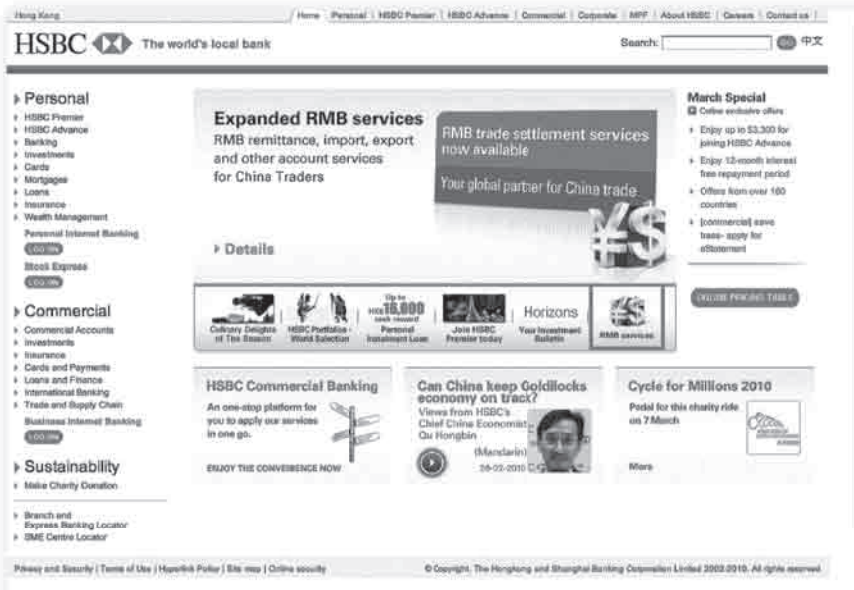 Hong Kong
Home | Personal | HSBC Premier | HSBC Advance | Commercial | Corporate | MPF | About HSBC | Careers | Contact us |
HSBC The world's local bank
Search: GO 中文
Personal
HSBC Premier
HSBC Advance
Banking
Investments
Cards
Mortgages
Loans
Insurance
Wealth Management
Personal Internet Banking
LOG ON
Stock Express
LOG ON
Commercial
Commercial Accounts
Investments
Insurance
Cards and Payments
Loans and Finance
International Banking
Trade and Supply Chain
Business Internet Banking
LOG ON
Sustainability
Make Charity Donation
Branch and
Express Banking Locator
SME Centre Locator
Expanded RMB services
RMB remittance, import, export
and other account services
for China Traders
Details
RMB trade settlement services
now available
Your global partner for China trade
¥$
Culinary Delights
of The Season
HSBC Portfolios -
World Selection
Up to
HK$16,800
cash reward
Personal
Instalment Loan
Join HSBC
Premier today
Horizons
Your Investment
Bulletin
RMB services
HSBC Commercial Banking
An one-stop platform for
you to apply our services
in one go.
ENJOY THE CONVENIENCE NOW
Can China keep Goldilocks
economy on track?
Views from HSBC's
Chief China Economist
Qu Hongbin
(Mandarin)
26-02-2010
Cycle for Millions 2010
Pedal for this charity ride
on 7 March
More
March Special
Online exclusive offers
Enjoy up to $3,300 for
joining HSBC Advance
Enjoy 12-month interest
free repayment period
Offers from over 160
countries
[commercial] save
trees- apply for
eStatement
ONLINE PRICING TABLE
Privacy and Security | Terms of Use | Hyperlink Policy | Site map | Online security
© Copyright. The Hongkong and Shanghai Banking Corporation Limited 2002-2010. All rights reserved.